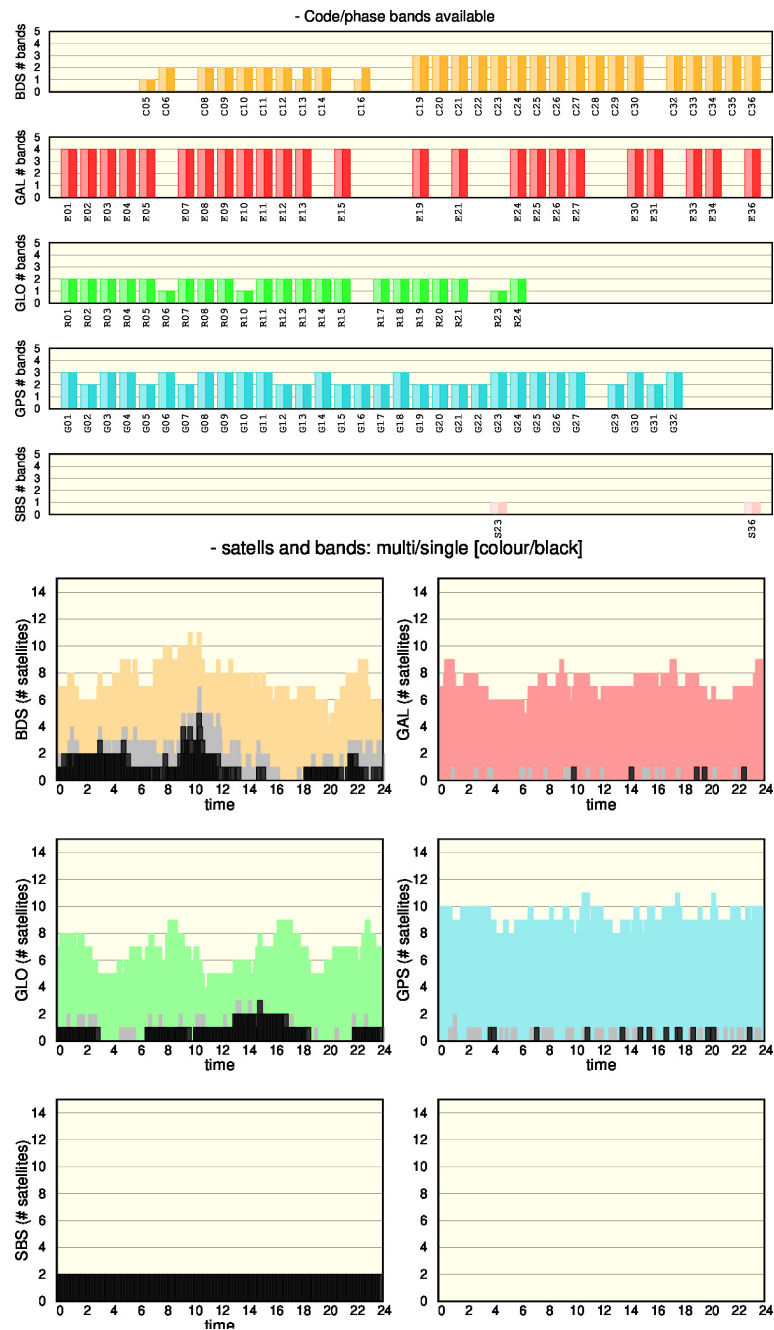 - Code/phase bands available
BDS # bands
5
4
3
2
1
0
C05 C06 C08 C09 C10 C11 C12 C13 C14 C16 C19 C20 C21 C22 C23 C24 C25 C26 C27 C28 C29 C30 C32 C33 C34 C35 C36
GAL # bands
5
4
3
2
1
0
E01 E02 E03 E04 E05 E07 E08 E09 E10 E11 E12 E13 E15 E19 E21 E24 E25 E26 E27 E30 E31 E33 E34 E36
GLO # bands
5
4
3
2
1
0
R01 R02 R03 R04 R05 R06 R07 R08 R09 R10 R11 R12 R13 R14 R15 R17 R18 R19 R20 R21 R23 R24
GPS # bands
5
4
3
2
1
0
G01 G02 G03 G04 G05 G06 G07 G08 G09 G10 G11 G12 G13 G14 G15 G16 G17 G18 G19 G20 G21 G22 G23 G24 G25 G26 G27 G29 G30 G31 G32
SBS # bands
5
4
3
2
1
0
S23 S36
- satells and bands: multi/single [colour/black]
BDS (# satellites)
14
12
10
8
6
4
2
0
0 2 4 6 8 10 12 14 16 18 20 22 24
time
GAL (# satellites)
14
12
10
8
6
4
2
0
0 2 4 6 8 10 12 14 16 18 20 22 24
time
GLO (# satellites)
14
12
10
8
6
4
2
0
0 2 4 6 8 10 12 14 16 18 20 22 24
time
GPS (# satellites)
14
12
10
8
6
4
2
0
0 2 4 6 8 10 12 14 16 18 20 22 24
time
SBS (# satellites)
14
12
10
8
6
4
2
0
0 2 4 6 8 10 12 14 16 18 20 22 24
time
14
12
10
8
6
4
2
0
0 2 4 6 8 10 12 14 16 18 20 22 24